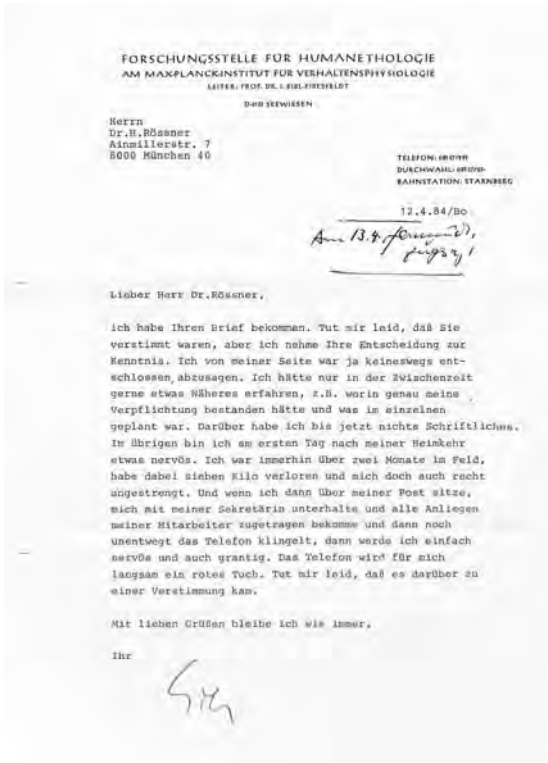 FORSCHUNGSSTELLE FÜR HUMANETHOLOGIE
AM MAX-PLANCK-INSTITUT FÜR VERHALTENSPHYSIOLOGIE
LEITER: PROF. DR. I. EIBL-EIBESFELDT
SEEWIESEN
Herrn
Dr.H.Rössner
Ainmillerstr. 7
8000 München 40
TELEFON:
DURCHWAHL:
BAHNSTATION: STARNBERG
12.4.84/Bo
Am 13.4.
Lieber Herr Dr.Rössner,
ich habe Ihren Brief bekommen. Tut mir leid, daß Sie
verstimmt waren, aber ich nehme Ihre Entscheidung zur
Kenntnis. Ich von meiner Seite war ja keineswegs ent-
schlossen, abzusagen. Ich hätte nur in der Zwischenzeit
gerne etwas Näheres erfahren, z.B. worin genau meine
Verpflichtung bestanden hätte und was im einzelnen
geplant war. Darüber habe ich bis jetzt nichts Schriftliches.
Im übrigen bin ich am ersten Tag nach meiner Heimkehr
etwas nervös. Ich war immerhin über zwei Monate im Feld,
habe dabei sieben Kilo verloren und mich doch auch recht
angestrengt. Und wenn ich dann über meiner Post sitze,
mich mit meiner Sekretärin unterhalte und alle Anliegen
meiner Mitarbeiter zugetragen bekomme und dann noch
unentwegt das Telefon klingelt, dann werde ich einfach
nervös und auch grantig. Das Telefon wird für mich
langsam ein rotes Tuch. Tut mir leid, daß es darüber zu
einer Verstimmung kam.
Mit lieben Grüßen bleibe ich wie immer,
Ihr